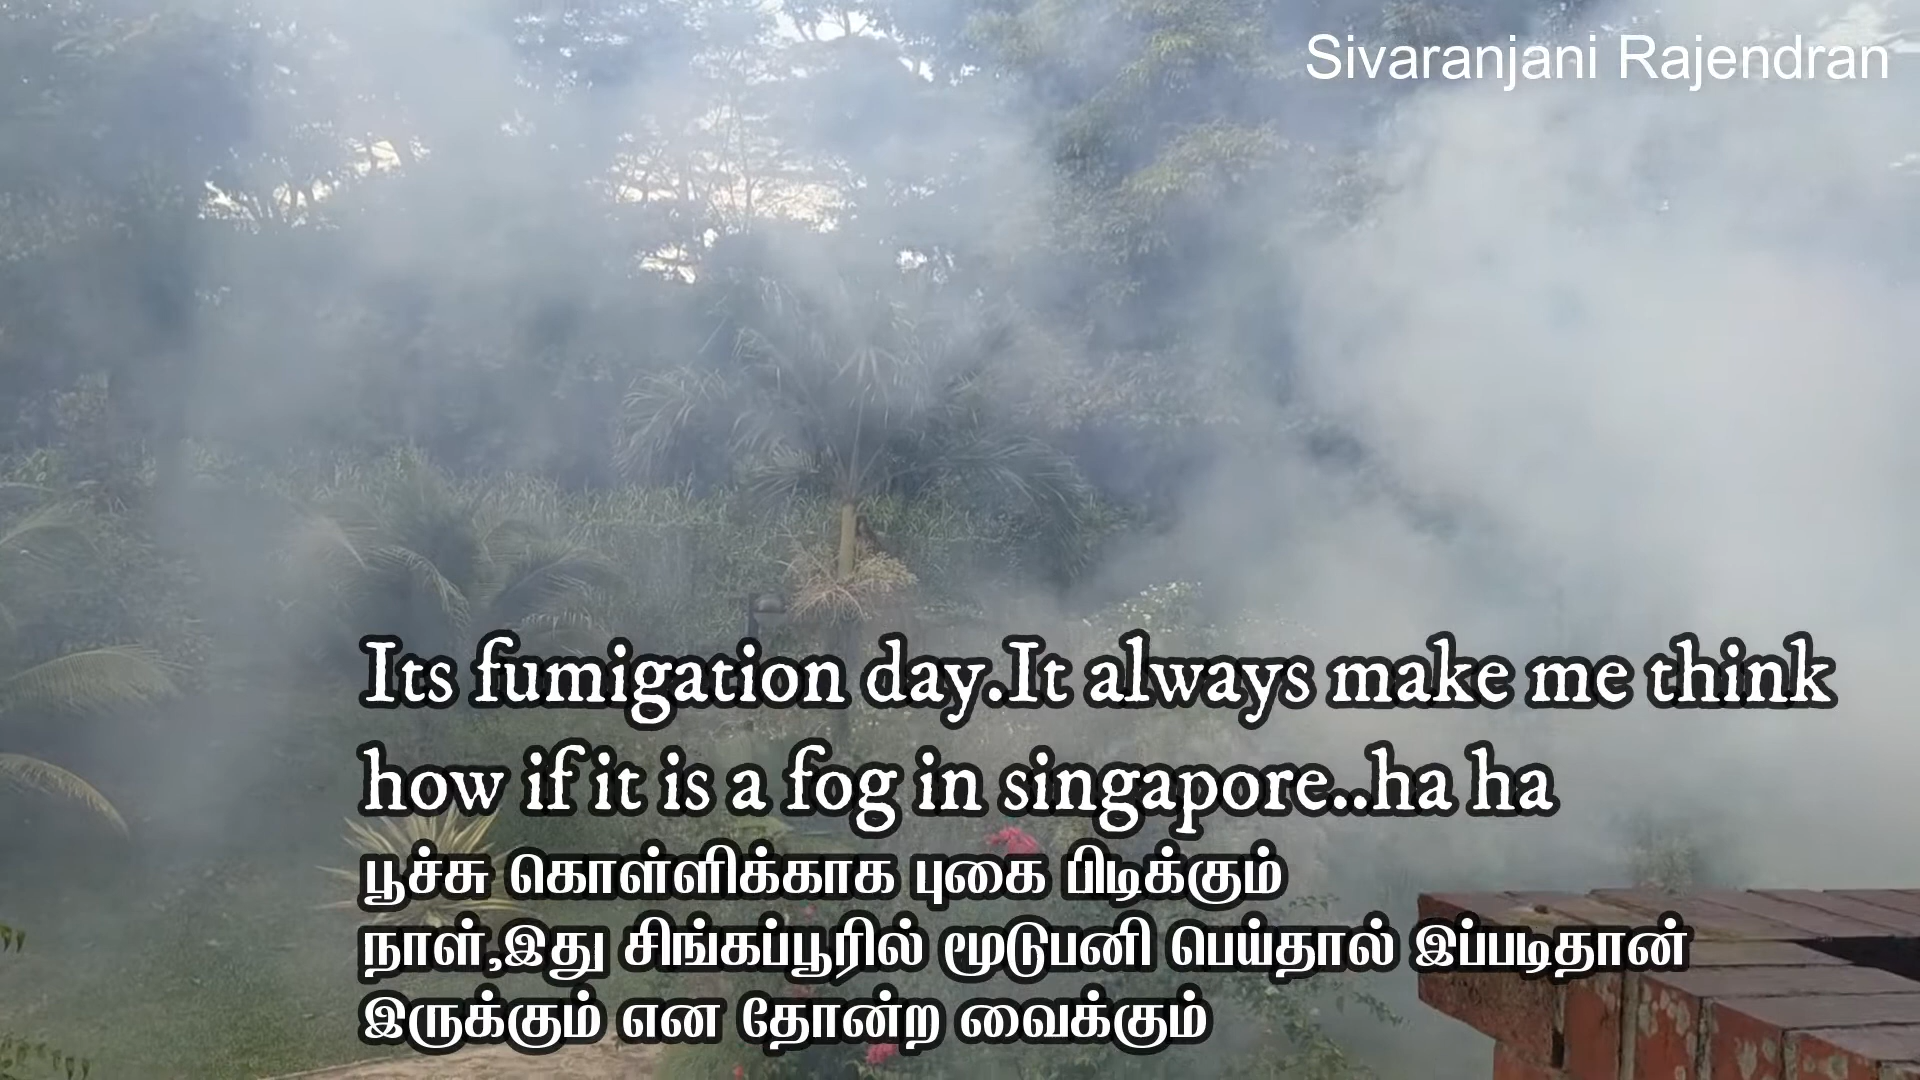 Sivaranjani Rajendran
Its fumigation day.It always make me think
how if it is a fog in singapore..ha ha
பூச்சு கொள்ளிக்காக புகை பிடிக்கும்
நாள்,இது சிங்கப்பூரில் மூடுபனி பெய்தால் இப்படிதான்
இருக்கும் என தோன்ற வைக்கும்